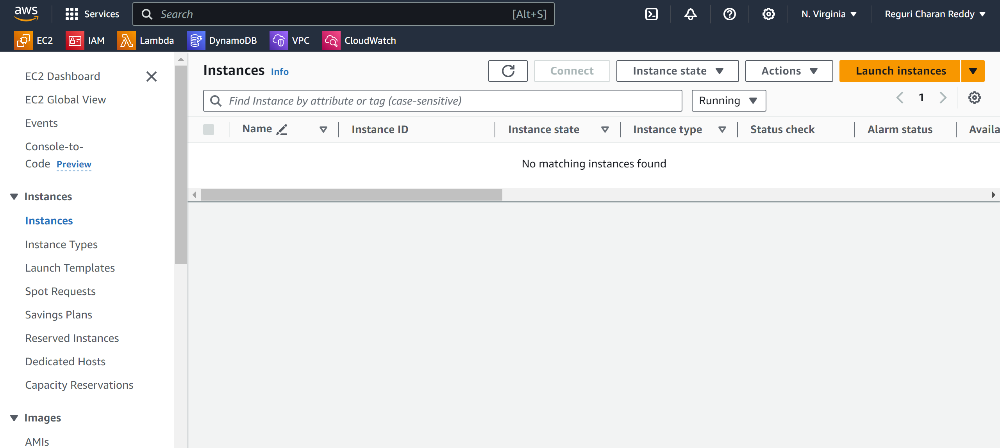 aws
Services
Search
[Alt+S]
N. Virginia
Reguri Charan Reddy
EC2
IAM
Lambda
DynamoDB
VPC
CloudWatch
EC2 Dashboard
EC2 Global View
Events
Console-to-
Code Preview
Instances
Instances
Instance Types
Launch Templates
Spot Requests
Savings Plans
Reserved Instances
Dedicated Hosts
Capacity Reservations
Images
AMIs
Instances Info
Connect
Instance state
Actions
Launch instances
Find Instance by attribute or tag (case-sensitive)
Running
1
Name
Instance ID
Instance state
Instance type
Status check
Alarm status
Availa
No matching instances found